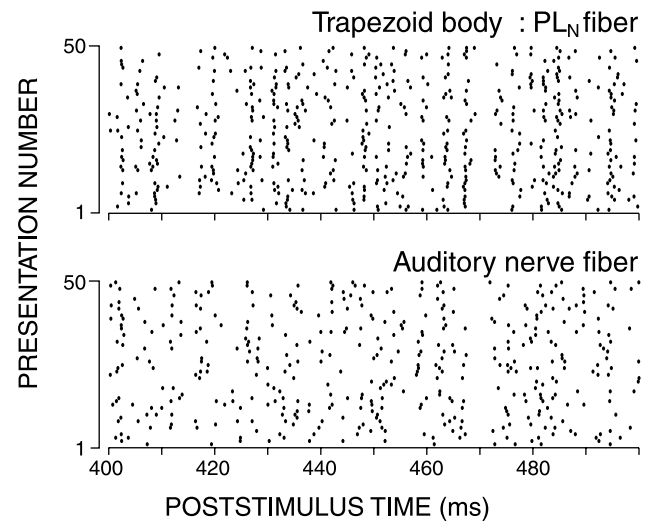 Trapezoid body : PLN fiber
50
1
PRESENTATION NUMBER
Auditory nerve fiber
50
1
400 420 440 460 480
POSTSTIMULUS TIME (ms)